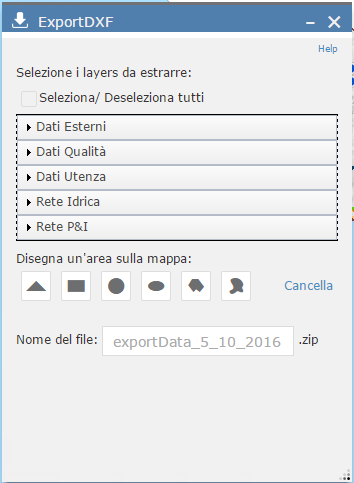 ExportDXF
Help
Selezione i layers da estrarre:
Seleziona/ Deseleziona tutti
Dati Esterni
Dati Qualità
Dati Utenza
Rete Idrica
Rete P&I
Disegna un'area sulla mappa:
Cancella
Nome del file: exportData_5_10_2016 .zip